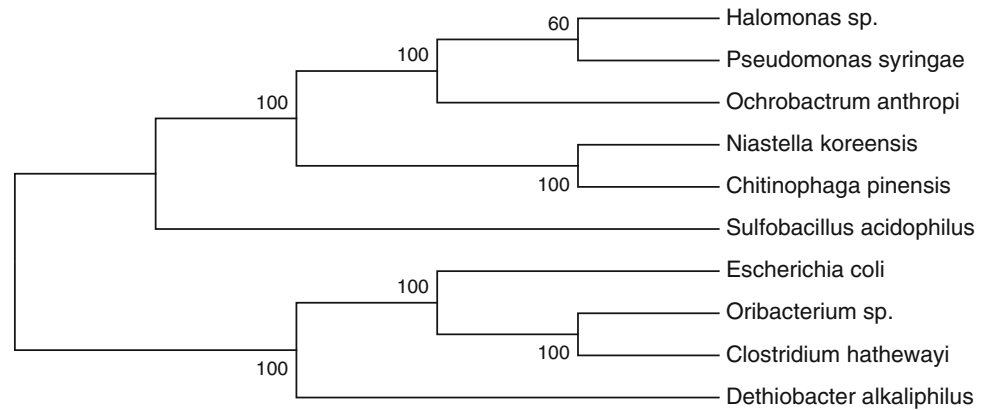 60
Halomonas sp.
100
Pseudomonas syringae
100
Ochrobactrum anthropi
Niastella koreensis
100
Chitinophaga pinensis
Sulfobacillus acidophilus
100
Escherichia coli
Oribacterium sp.
100
Clostridium hathewayi
100
Dethiobacter alkaliphilus